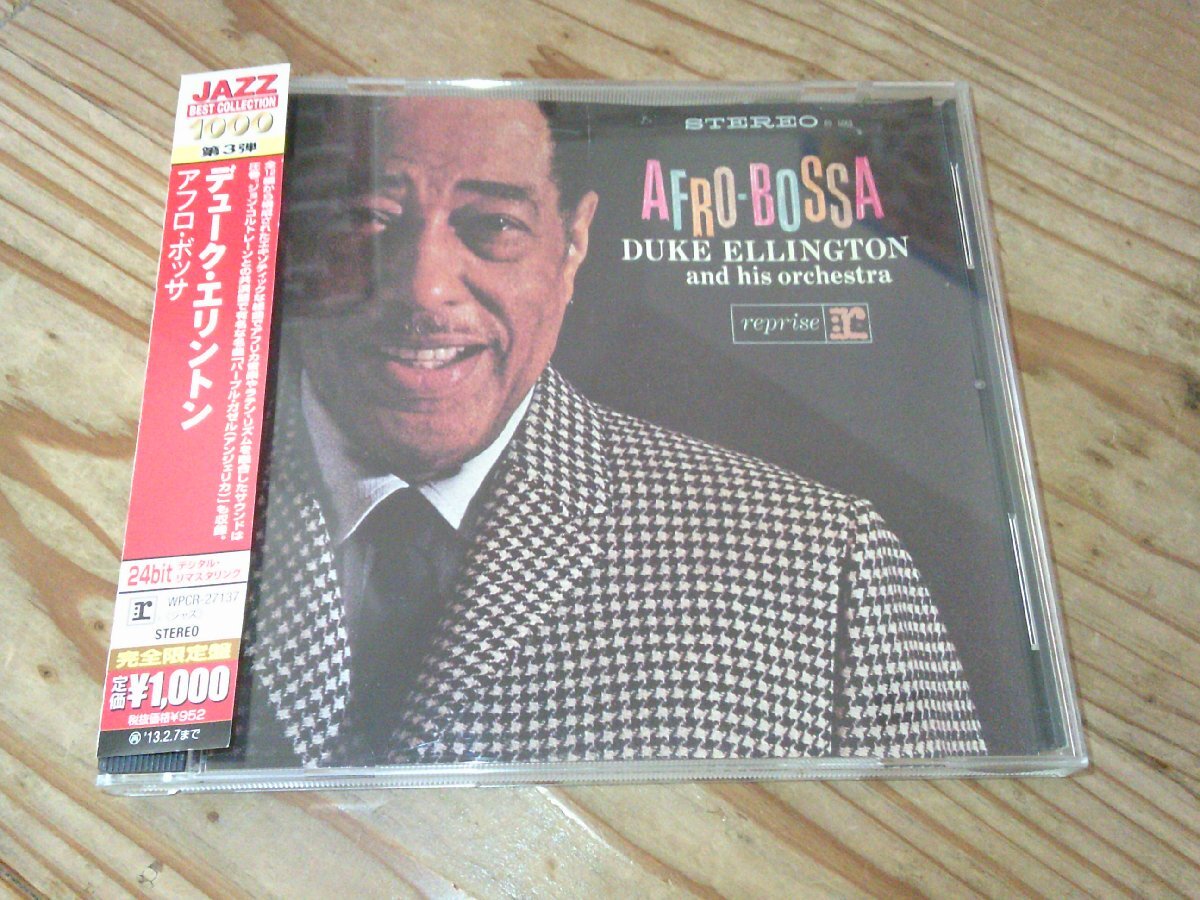 JAZZ
BEST COLLECTION
1000
第3弾
デューク・エリントン
アフロ・ボッサ
24bit デジタル・
リマスタリング
WPCR-27137
(ジャズ)
STEREO
完全限定盤
定価¥1,000
税抜価格¥952
'13.2.7まで
STEREO
AFRO-BOSSA
DUKE ELLINGTON
and his orchestra
reprise r: